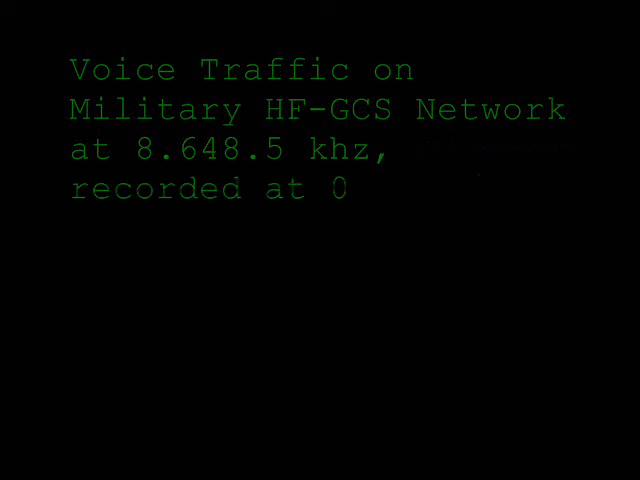 Voice Traffic on
Military HF-GCS Network
at 8.648.5 khz,
recorded at 0